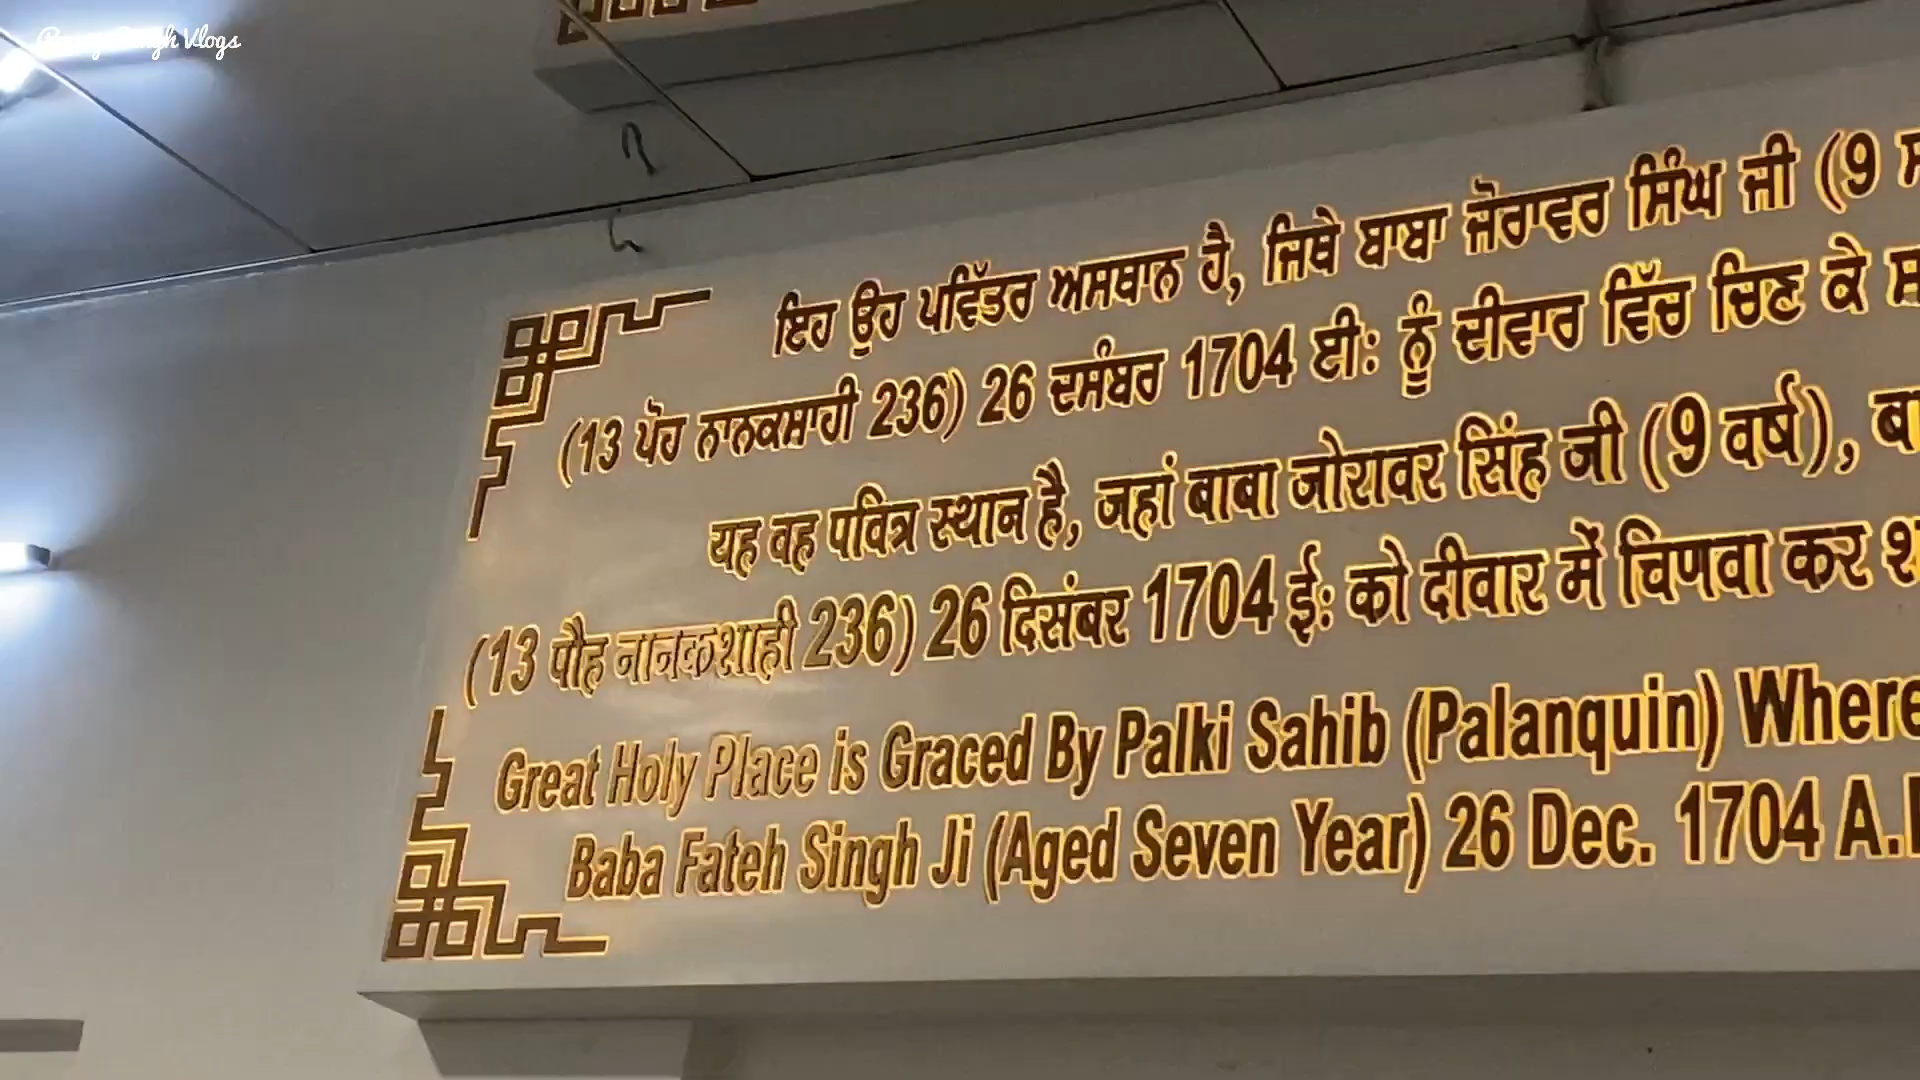 Singh Vlogs
ਇਹ ਉਹ ਪਵਿੱਤਰ ਅਸਥਾਨ ਹੈ, ਜਿਥੇ ਬਾਬਾ ਜੋਰਾਵਰ ਸਿੰਘ ਜੀ (9
(13 ਪੋਹ ਨਾਨਕਸ਼ਾਹੀ 236) 26 ਦਸੰਬਰ 1704 ਈਃ ਨੂੰ ਦੀਵਾਰ ਵਿੱਚ ਚਿਣ ਕੇ
यह वह पवित्र स्थान है, जहां बाबा जोरावर सिंह जी (9 वर्ष),
(13 पौह नानकशाही 236) 26 दिसंबर 1704 ईः को दीवार में चिणवा कर
Great Holy Place is Graced By Palki Sahib (Palanquin) Where
Baba Fateh Singh Ji (Aged Seven Year) 26 Dec. 1704 A.